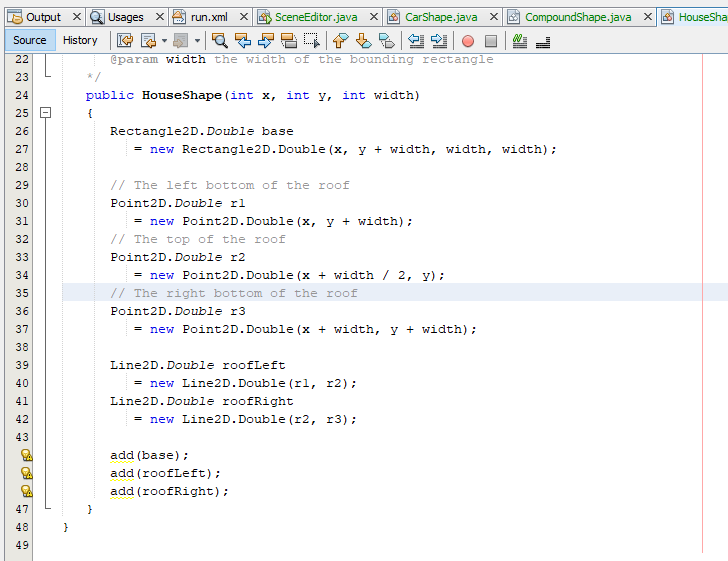 Output Usages run.xml SceneEditor.java CarShape.java CompoundShape.java HouseSha
Source History
22 @param width the width of the bounding rectangle
23 */
24 public HouseShape(int x, int y, int width)
25 {
26 Rectangle2D.Double base
27 = new Rectangle2D.Double(x, y + width, width, width);
28
29 // The left bottom of the roof
30 Point2D.Double r1
31 = new Point2D.Double(x, y + width);
32 // The top of the roof
33 Point2D.Double r2
34 = new Point2D.Double(x + width / 2, y);
35 // The right bottom of the roof
36 Point2D.Double r3
37 = new Point2D.Double(x + width, y + width);
38
39 Line2D.Double roofLeft
40 = new Line2D.Double(r1, r2);
41 Line2D.Double roofRight
42 = new Line2D.Double(r2, r3);
43
add(base);
add(roofLeft);
add(roofRight);
47 }
48 }
49